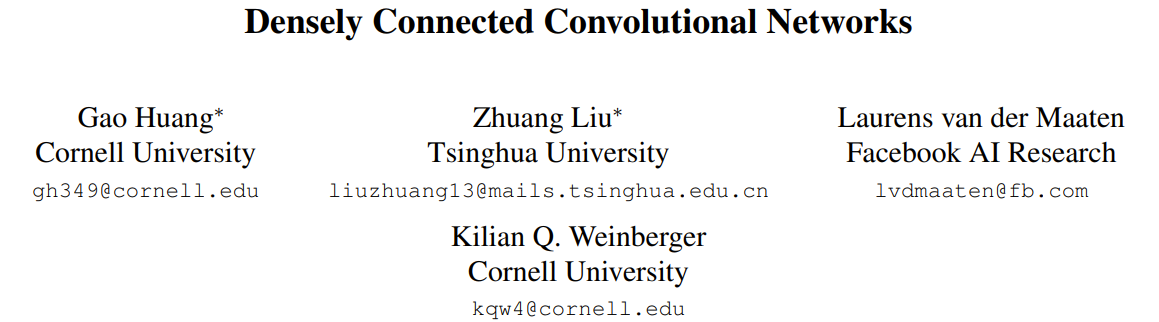 Densely Connected Convolutional Networks
Gao Huang*
Cornell University
gh349@cornell.edu
Zhuang Liu*
Tsinghua University
liuzhuang13@mails.tsinghua.edu.cn
Laurens van der Maaten
Facebook AI Research
lvdmaaten@fb.com
Kilian Q. Weinberger
Cornell University
kqw4@cornell.edu